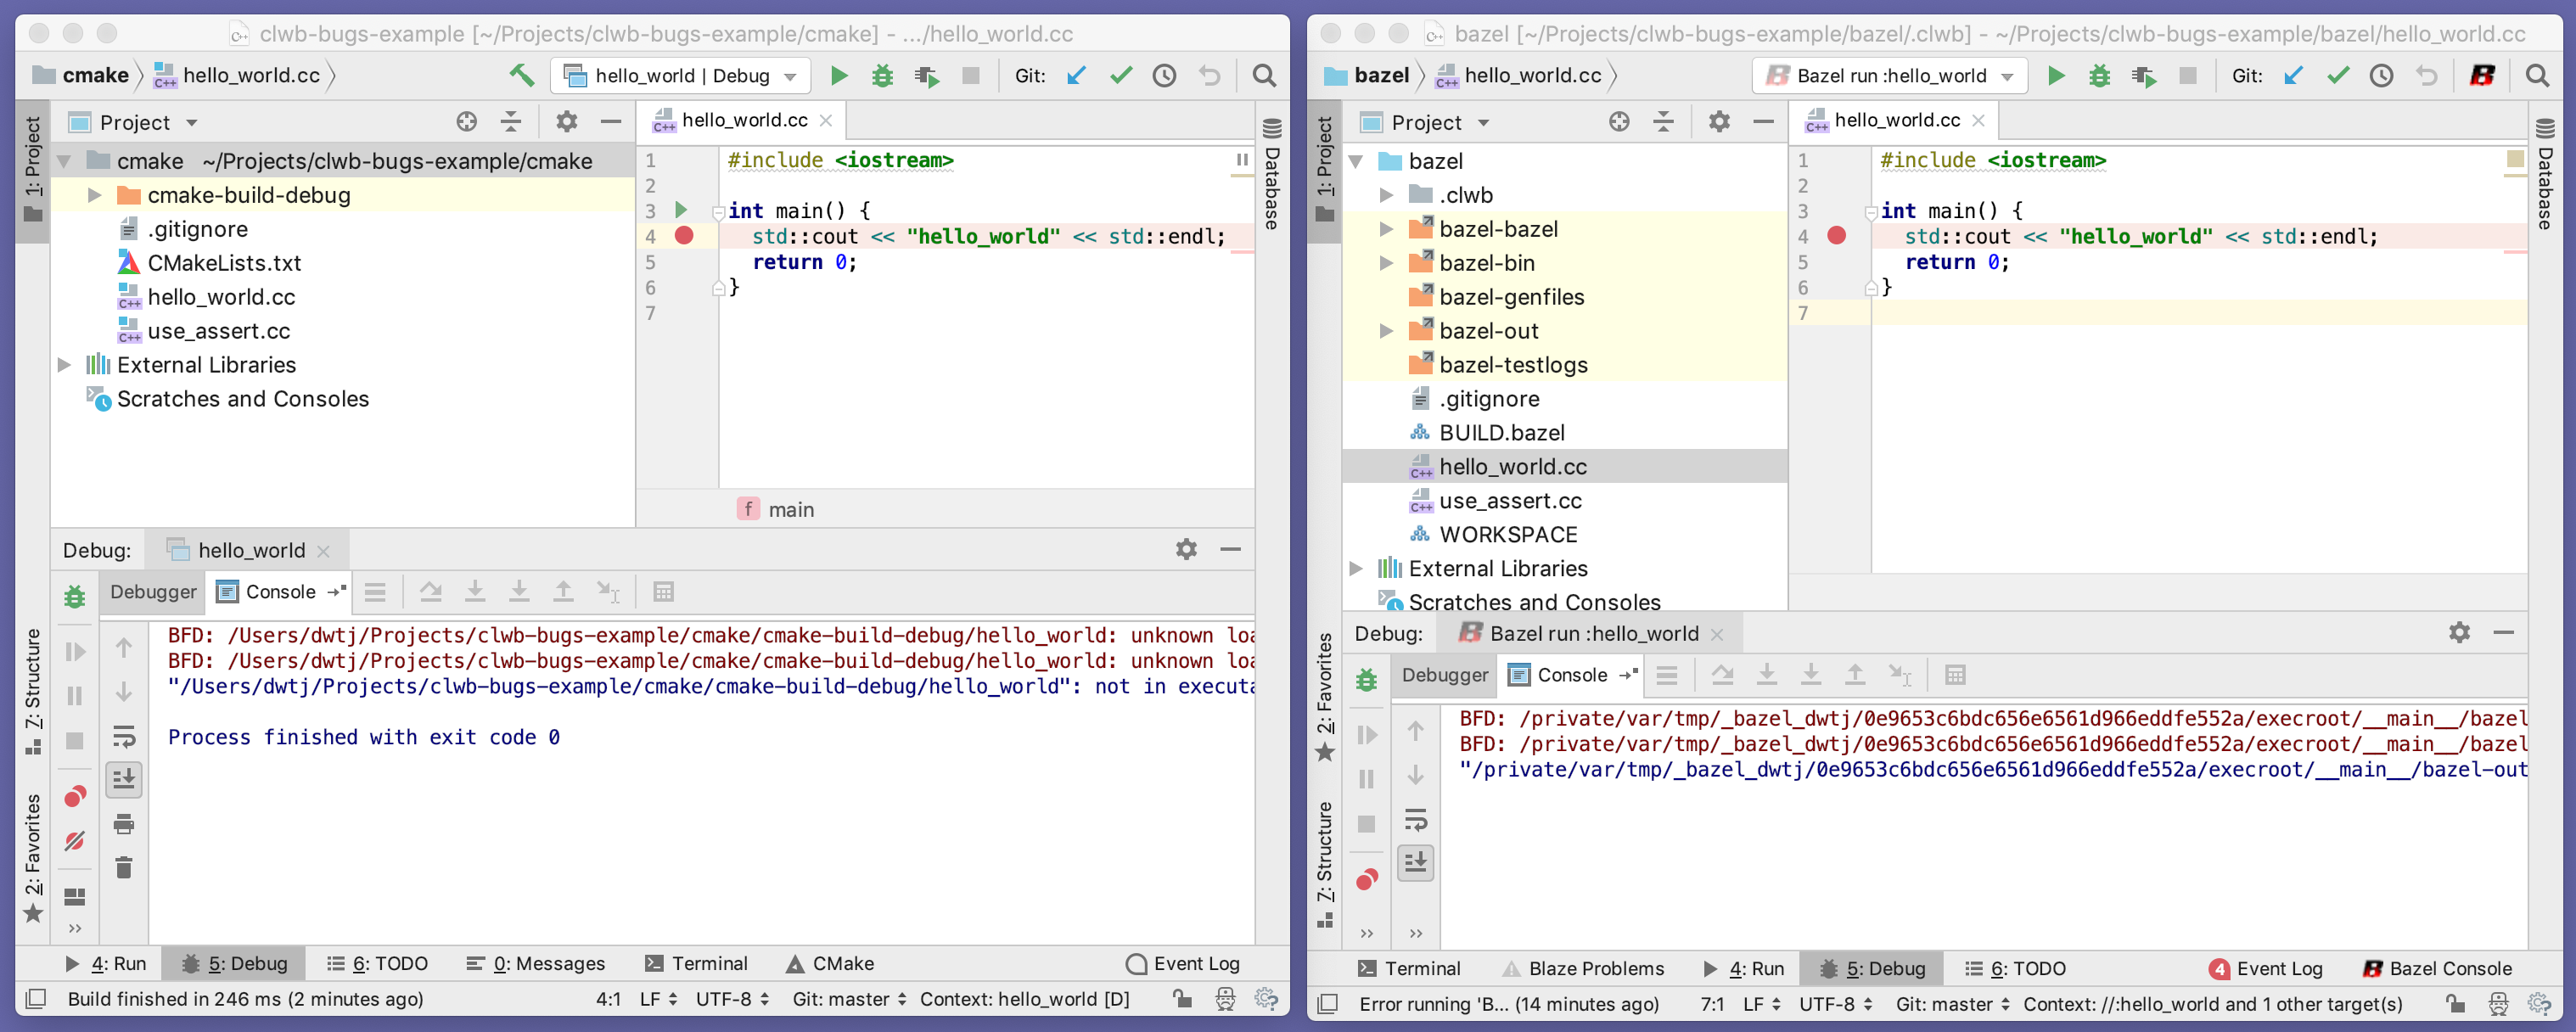 clwb-bugs-example [~/Projects/clwb-bugs-example/cmake] - .../hello_world.cc
cmake hello_world.cc hello_world | Debug Git:
1: Project
Project
cmake ~/Projects/clwb-bugs-example/cmake
cmake-build-debug
.gitignore
CMakeLists.txt
hello_world.cc
use_assert.cc
External Libraries
Scratches and Consoles
hello_world.cc
1 #include <iostream>
2
3 int main() {
4 std::cout << "hello_world" << std::endl;
5 return 0;
6 }
7
f main
Database
Debug: hello_world
Debugger Console
BFD: /Users/dwtj/Projects/clwb-bugs-example/cmake/cmake-build-debug/hello_world: unknown loa
BFD: /Users/dwtj/Projects/clwb-bugs-example/cmake/cmake-build-debug/hello_world: unknown loa
"/Users/dwtj/Projects/clwb-bugs-example/cmake/cmake-build-debug/hello_world": not in executa
Process finished with exit code 0
7: Structure
2: Favorites
4: Run 5: Debug 6: TODO 0: Messages Terminal CMake Event Log
Build finished in 246 ms (2 minutes ago) 4:1 LF UTF-8 Git: master Context: hello_world [D]
bazel [~/Projects/clwb-bugs-example/bazel/.clwb] - ~/Projects/clwb-bugs-example/bazel/hello_world.cc
bazel hello_world.cc Bazel run :hello_world Git:
1: Project
Project
bazel
.clwb
bazel-bazel
bazel-bin
bazel-genfiles
bazel-out
bazel-testlogs
.gitignore
BUILD.bazel
hello_world.cc
use_assert.cc
WORKSPACE
External Libraries
Scratches and Consoles
hello_world.cc
1 #include <iostream>
2
3 int main() {
4 std::cout << "hello_world" << std::endl;
5 return 0;
6 }
7
Database
Debug: Bazel run :hello_world
Debugger Console
BFD: /private/var/tmp/_bazel_dwtj/0e9653c6bdc656e6561d966eddfe552a/execroot/__main__/bazel
BFD: /private/var/tmp/_bazel_dwtj/0e9653c6bdc656e6561d966eddfe552a/execroot/__main__/bazel
"/private/var/tmp/_bazel_dwtj/0e9653c6bdc656e6561d966eddfe552a/execroot/__main__/bazel-out
2: Favorites
7: Structure
Terminal Blaze Problems 4: Run 5: Debug 6: TODO 4 Event Log Bazel Console
Error running 'B... (14 minutes ago) 7:1 LF UTF-8 Git: master Context: //:hello_world and 1 other target(s)